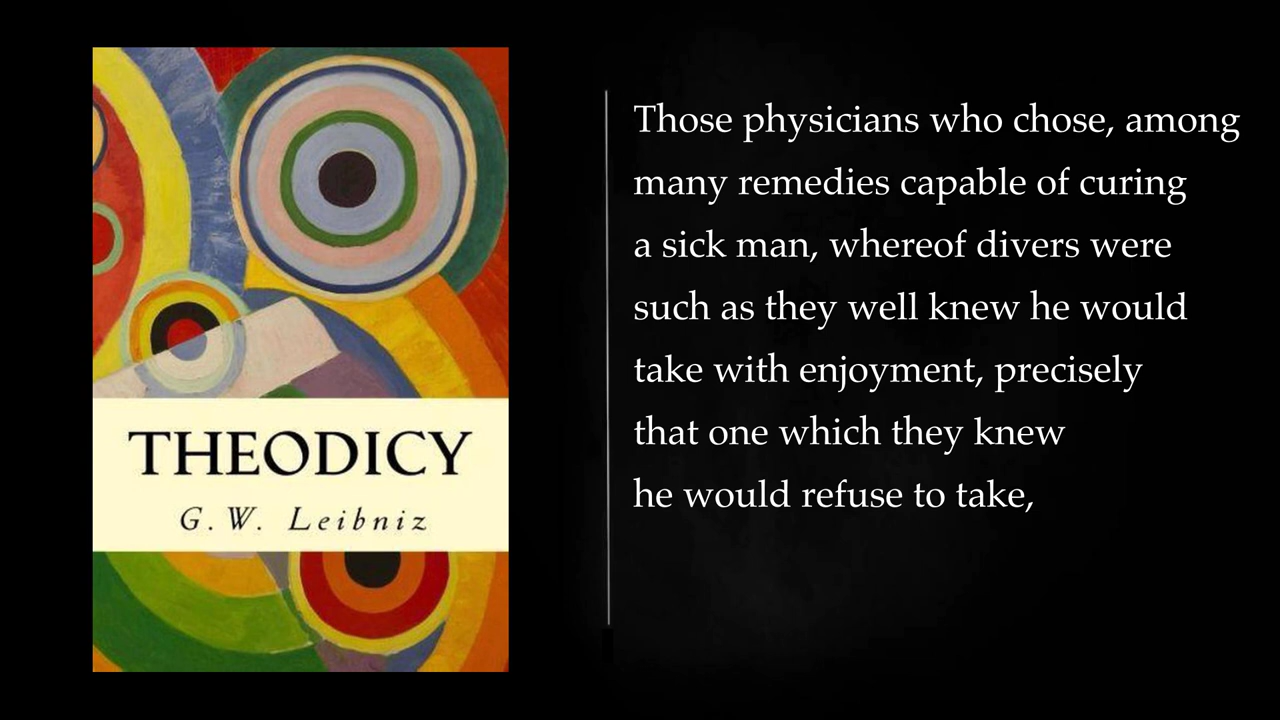 THEODICY
G. W. Leibniz
Those physicians who chose, among
many remedies capable of curing
a sick man, whereof divers were
such as they well knew he would
take with enjoyment, precisely
that one which they knew
he would refuse to take,